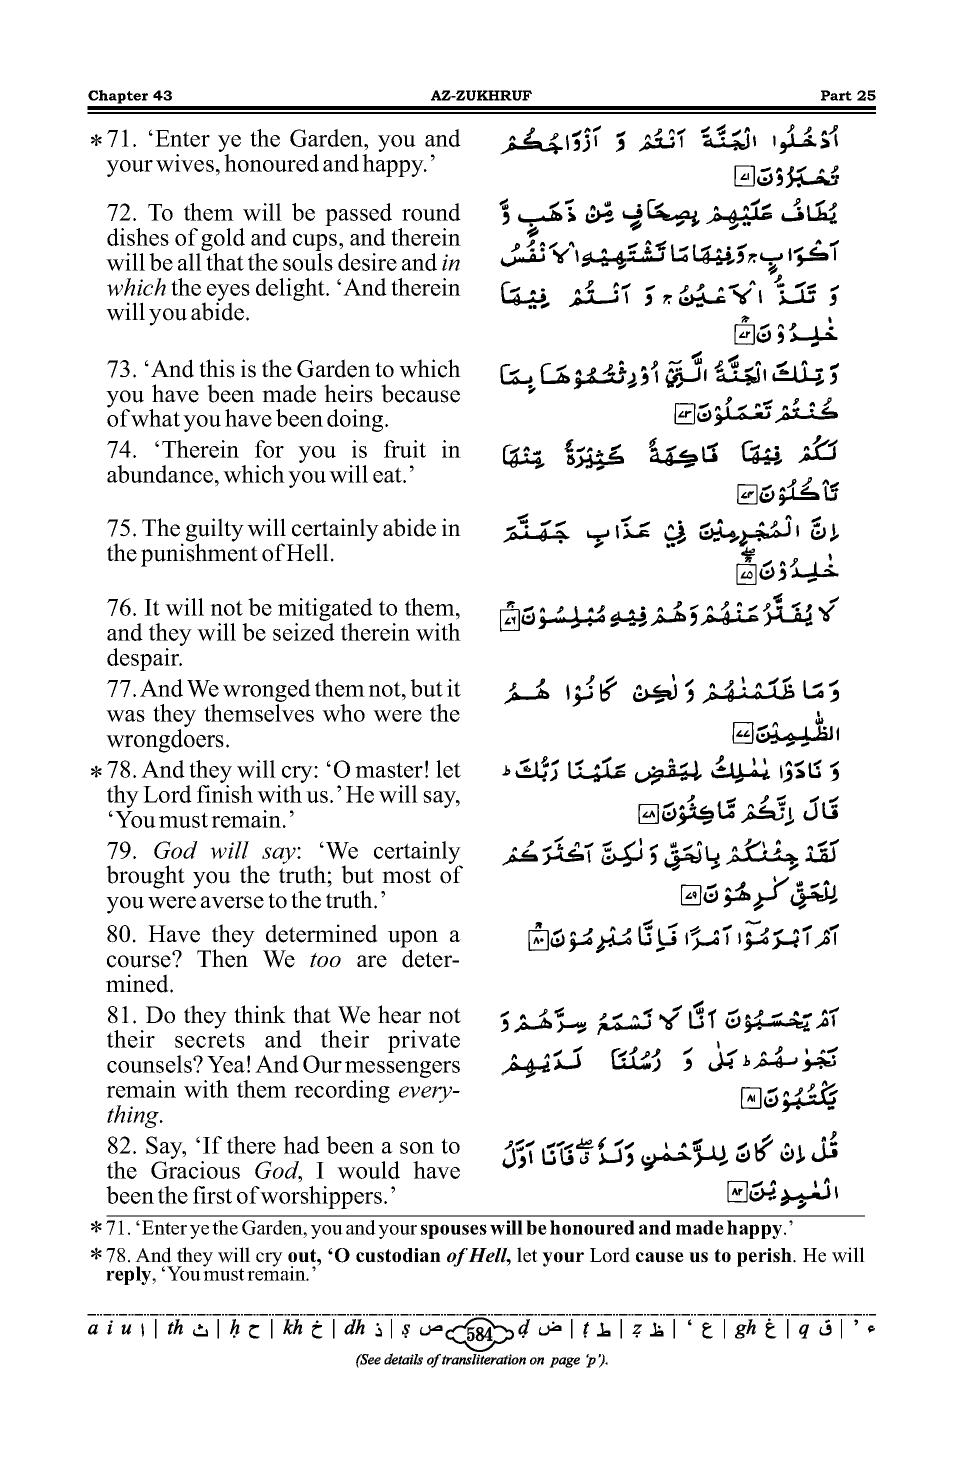 Chapter 43 AZ-ZUKHRUF Part 25
* 71. ‘Enter ye the Garden, you and
your wives, honoured and happy.’
اُدۡخُلُوا الۡجَنَّۃَ اَنۡتُمۡ وَ اَزۡوَاجُکُمۡ
تُحۡبَرُوۡنَ ﴿۷۱﴾
72. To them will be passed round
dishes of gold and cups, and therein
will be all that the souls desire and in
which the eyes delight. ‘And therein
will you abide.
یُطَافُ عَلَیۡہِمۡ بِصِحَافٍ مِّنۡ ذَہَبٍ وَّ
اَکۡوَابٍ ۚ وَ فِیۡہَا مَا تَشۡتَہِیۡہِ الۡاَنۡفُسُ
وَ تَلَذُّ الۡاَعۡیُنُ ۚ وَ اَنۡتُمۡ فِیۡہَا
خٰلِدُوۡنَ ﴿ۚ۷۲﴾
73. ‘And this is the Garden to which
you have been made heirs because
of what you have been doing.
وَ تِلۡکَ الۡجَنَّۃُ الَّتِیۡۤ اُوۡرِثۡتُمُوۡہَا بِمَا
کُنۡتُمۡ تَعۡمَلُوۡنَ ﴿۷۳﴾
74. ‘Therein for you is fruit in
abundance, which you will eat.’
لَکُمۡ فِیۡہَا فَاکِہَۃٌ کَثِیۡرَۃٌ مِّنۡہَا
تَاۡکُلُوۡنَ ﴿۷۴﴾
75. The guilty will certainly abide in
the punishment of Hell.
اِنَّ الۡمُجۡرِمِیۡنَ فِیۡ عَذَابِ جَہَنَّمَ
خٰلِدُوۡنَ ﴿ۚۖ۷۵﴾
76. It will not be mitigated to them,
and they will be seized therein with
despair.
لَا یُفَتَّرُ عَنۡہُمۡ وَ ہُمۡ فِیۡہِ مُبۡلِسُوۡنَ ﴿ۚ۷۶﴾
77. And We wronged them not, but it
was they themselves who were the
wrongdoers.
وَ مَا ظَلَمۡنٰہُمۡ وَ لٰکِنۡ کَانُوۡا ہُمُ
الظّٰلِمِیۡنَ ﴿۷۷﴾
* 78. And they will cry: ‘O master! let
thy Lord finish with us.’ He will say,
‘You must remain.’
وَ نَادَوۡا یٰمٰلِکُ لِیَقۡضِ عَلَیۡنَا رَبُّکَ ؕ
قَالَ اِنَّکُمۡ مّٰکِثُوۡنَ ﴿۷۸﴾
79. God will say: ‘We certainly
brought you the truth; but most of
you were averse to the truth.’
لَقَدۡ جِئۡنٰکُمۡ بِالۡحَقِّ وَ لٰکِنَّ اَکۡثَرَکُمۡ
لِلۡحَقِّ کٰرِہُوۡنَ ﴿۷۹﴾
80. Have they determined upon a
course? Then We too are deter-
mined.
اَمۡ اَبۡرَمُوۡۤا اَمۡرًا فَاِنَّا مُبۡرِمُوۡنَ ﴿ۚ۸۰﴾
81. Do they think that We hear not
their secrets and their private
counsels? Yea! And Our messengers
remain with them recording every-
thing.
اَمۡ یَحۡسَبُوۡنَ اَنَّا لَا نَسۡمَعُ سِرَّہُمۡ وَ
نَجۡوٰىہُمۡ ؕ بَلٰی وَ رُسُلُنَا لَدَیۡہِمۡ
یَکۡتُبُوۡنَ ﴿۸۱﴾
82. Say, ‘If there had been a son to
the Gracious God, I would have
been the first of worshippers.’
قُلۡ اِنۡ کَانَ لِلرَّحۡمٰنِ وَلَدٌ ٭ۖ فَاَنَا اَوَّلُ
الۡعٰبِدِیۡنَ ﴿۸۲﴾
* 71. ‘Enter ye the Garden, you and your spouses will be honoured and made happy.’
* 78. And they will cry out, ‘O custodian of Hell, let your Lord cause us to perish. He will
reply, ‘You must remain.’
a i u ا | th ث | ḥ ح | kh خ | dh ذ | ṣ ص 584 ḍ ض | ṭ ط | ẓ ظ | ‘ ع | gh غ | q ق | ’ ء
(See details of transliteration on page ‘p’).